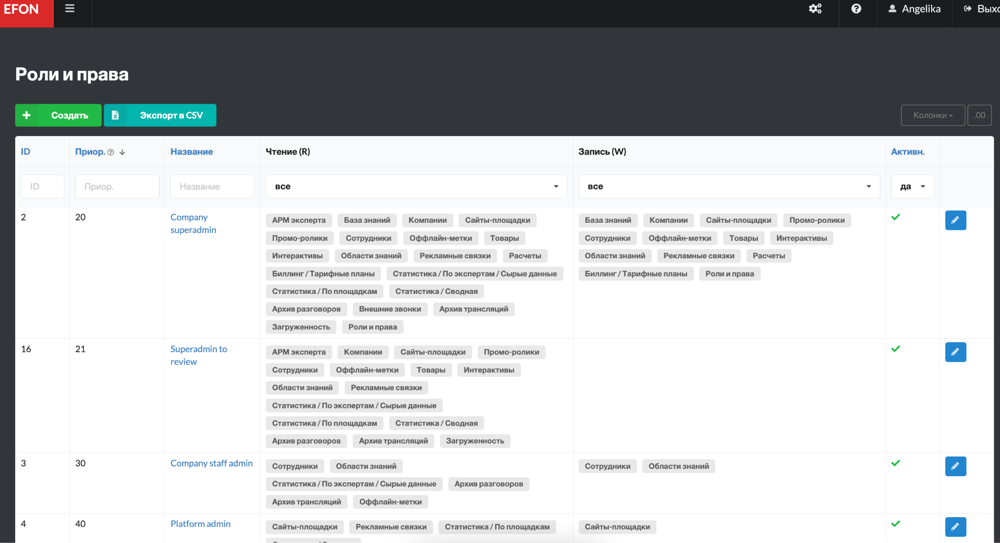 EFON
Angelika
Выхо
Роли и права
Создать
Экспорт в CSV
Колонки
.00
ID Приор. Название Чтение (R) Запись (W) Активн.
ID Приор. Название все все да
2 20 Company superadmin
АРМ эксперта База знаний Компании Сайты-площадки
Промо-ролики Сотрудники Оффлайн-метки Товары
Интерактивы Области знаний Рекламные связки Расчеты
Биллинг / Тарифные планы Статистика / По экспертам / Сырые данные
Статистика / По площадкам Статистика / Сводная
Архив разговоров Внешние звонки Архив трансляций
Загруженность Роли и права
База знаний Компании Сайты-площадки Промо-ролики
Сотрудники Оффлайн-метки Товары Интерактивы
Области знаний Рекламные связки Расчеты
Биллинг / Тарифные планы Роли и права
16 21 Superadmin to review
АРМ эксперта Компании Сайты-площадки Промо-ролики
Сотрудники Оффлайн-метки Товары Интерактивы
Области знаний Рекламные связки
Статистика / По экспертам / Сырые данные
Статистика / По площадкам Статистика / Сводная
Архив разговоров Архив трансляций Загруженность
3 30 Company staff admin
Сотрудники Области знаний
Статистика / По экспертам / Сырые данные Архив разговоров
Архив трансляций Оффлайн-метки
Сотрудники Области знаний
4 40 Platform admin
Сайты-площадки Рекламные связки Статистика / По площадкам
Сайты-площадки